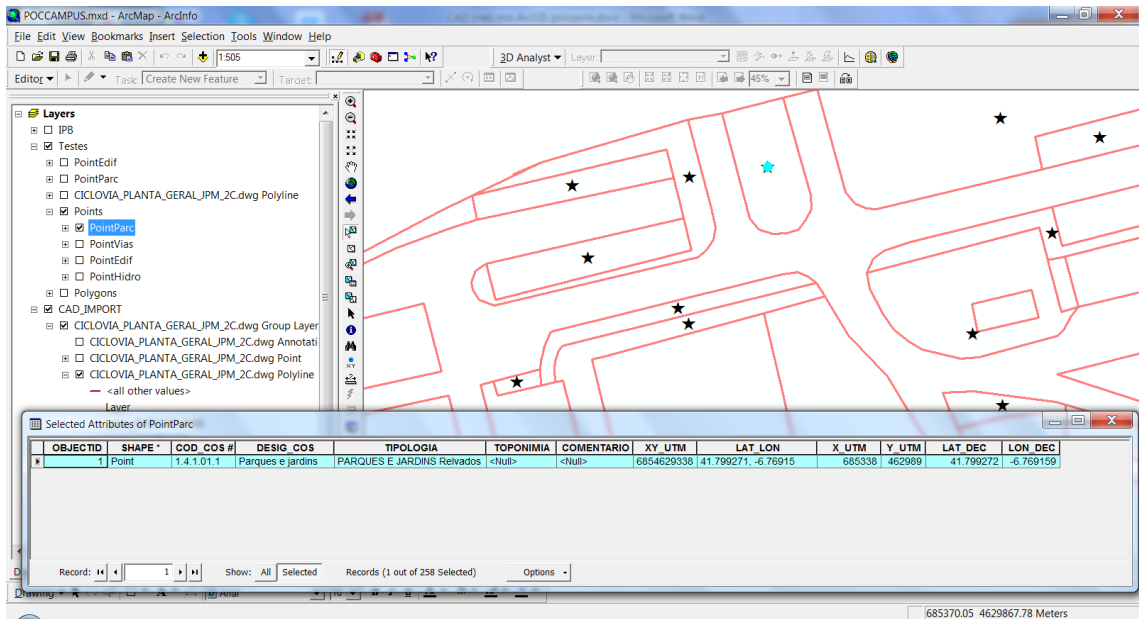 POCCAMPUS.mxd - ArcMap - ArcInfo
File Edit View Bookmarks Insert Selection Tools Window Help
1:505
3D Analyst Layer:
Editor Task: Create New Feature Target:
45%
Layers
IPB
Testes
PointEdif
PointParc
CICLOVIA_PLANTA_GERAL_JPM_2C.dwg Polyline
Points
PointParc
PointVias
PointEdif
PointHidro
Polygons
CAD_IMPORT
CICLOVIA_PLANTA_GERAL_JPM_2C.dwg Group Layer
CICLOVIA_PLANTA_GERAL_JPM_2C.dwg Annotati
CICLOVIA_PLANTA_GERAL_JPM_2C.dwg Point
CICLOVIA_PLANTA_GERAL_JPM_2C.dwg Polyline
<all other values>
Layer
Selected Attributes of PointParc
OBJECTID SHAPE * COD_COS # DESIG_COS TIPOLOGIA TOPONIMIA COMENTARIO XY_UTM LAT_LON X_UTM Y_UTM LAT_DEC LON_DEC
1 Point 1.4.1.01.1 Parques e jardins PARQUES E JARDINS Relvados <Null> <Null> 6854629338 41.799271, -6.76915 685338 462989 41.799272 -6.769159
Record: 1 Show: All Selected Records (1 out of 258 Selected) Options
Drawing Arial 10
685370.05 4629867.78 Meters